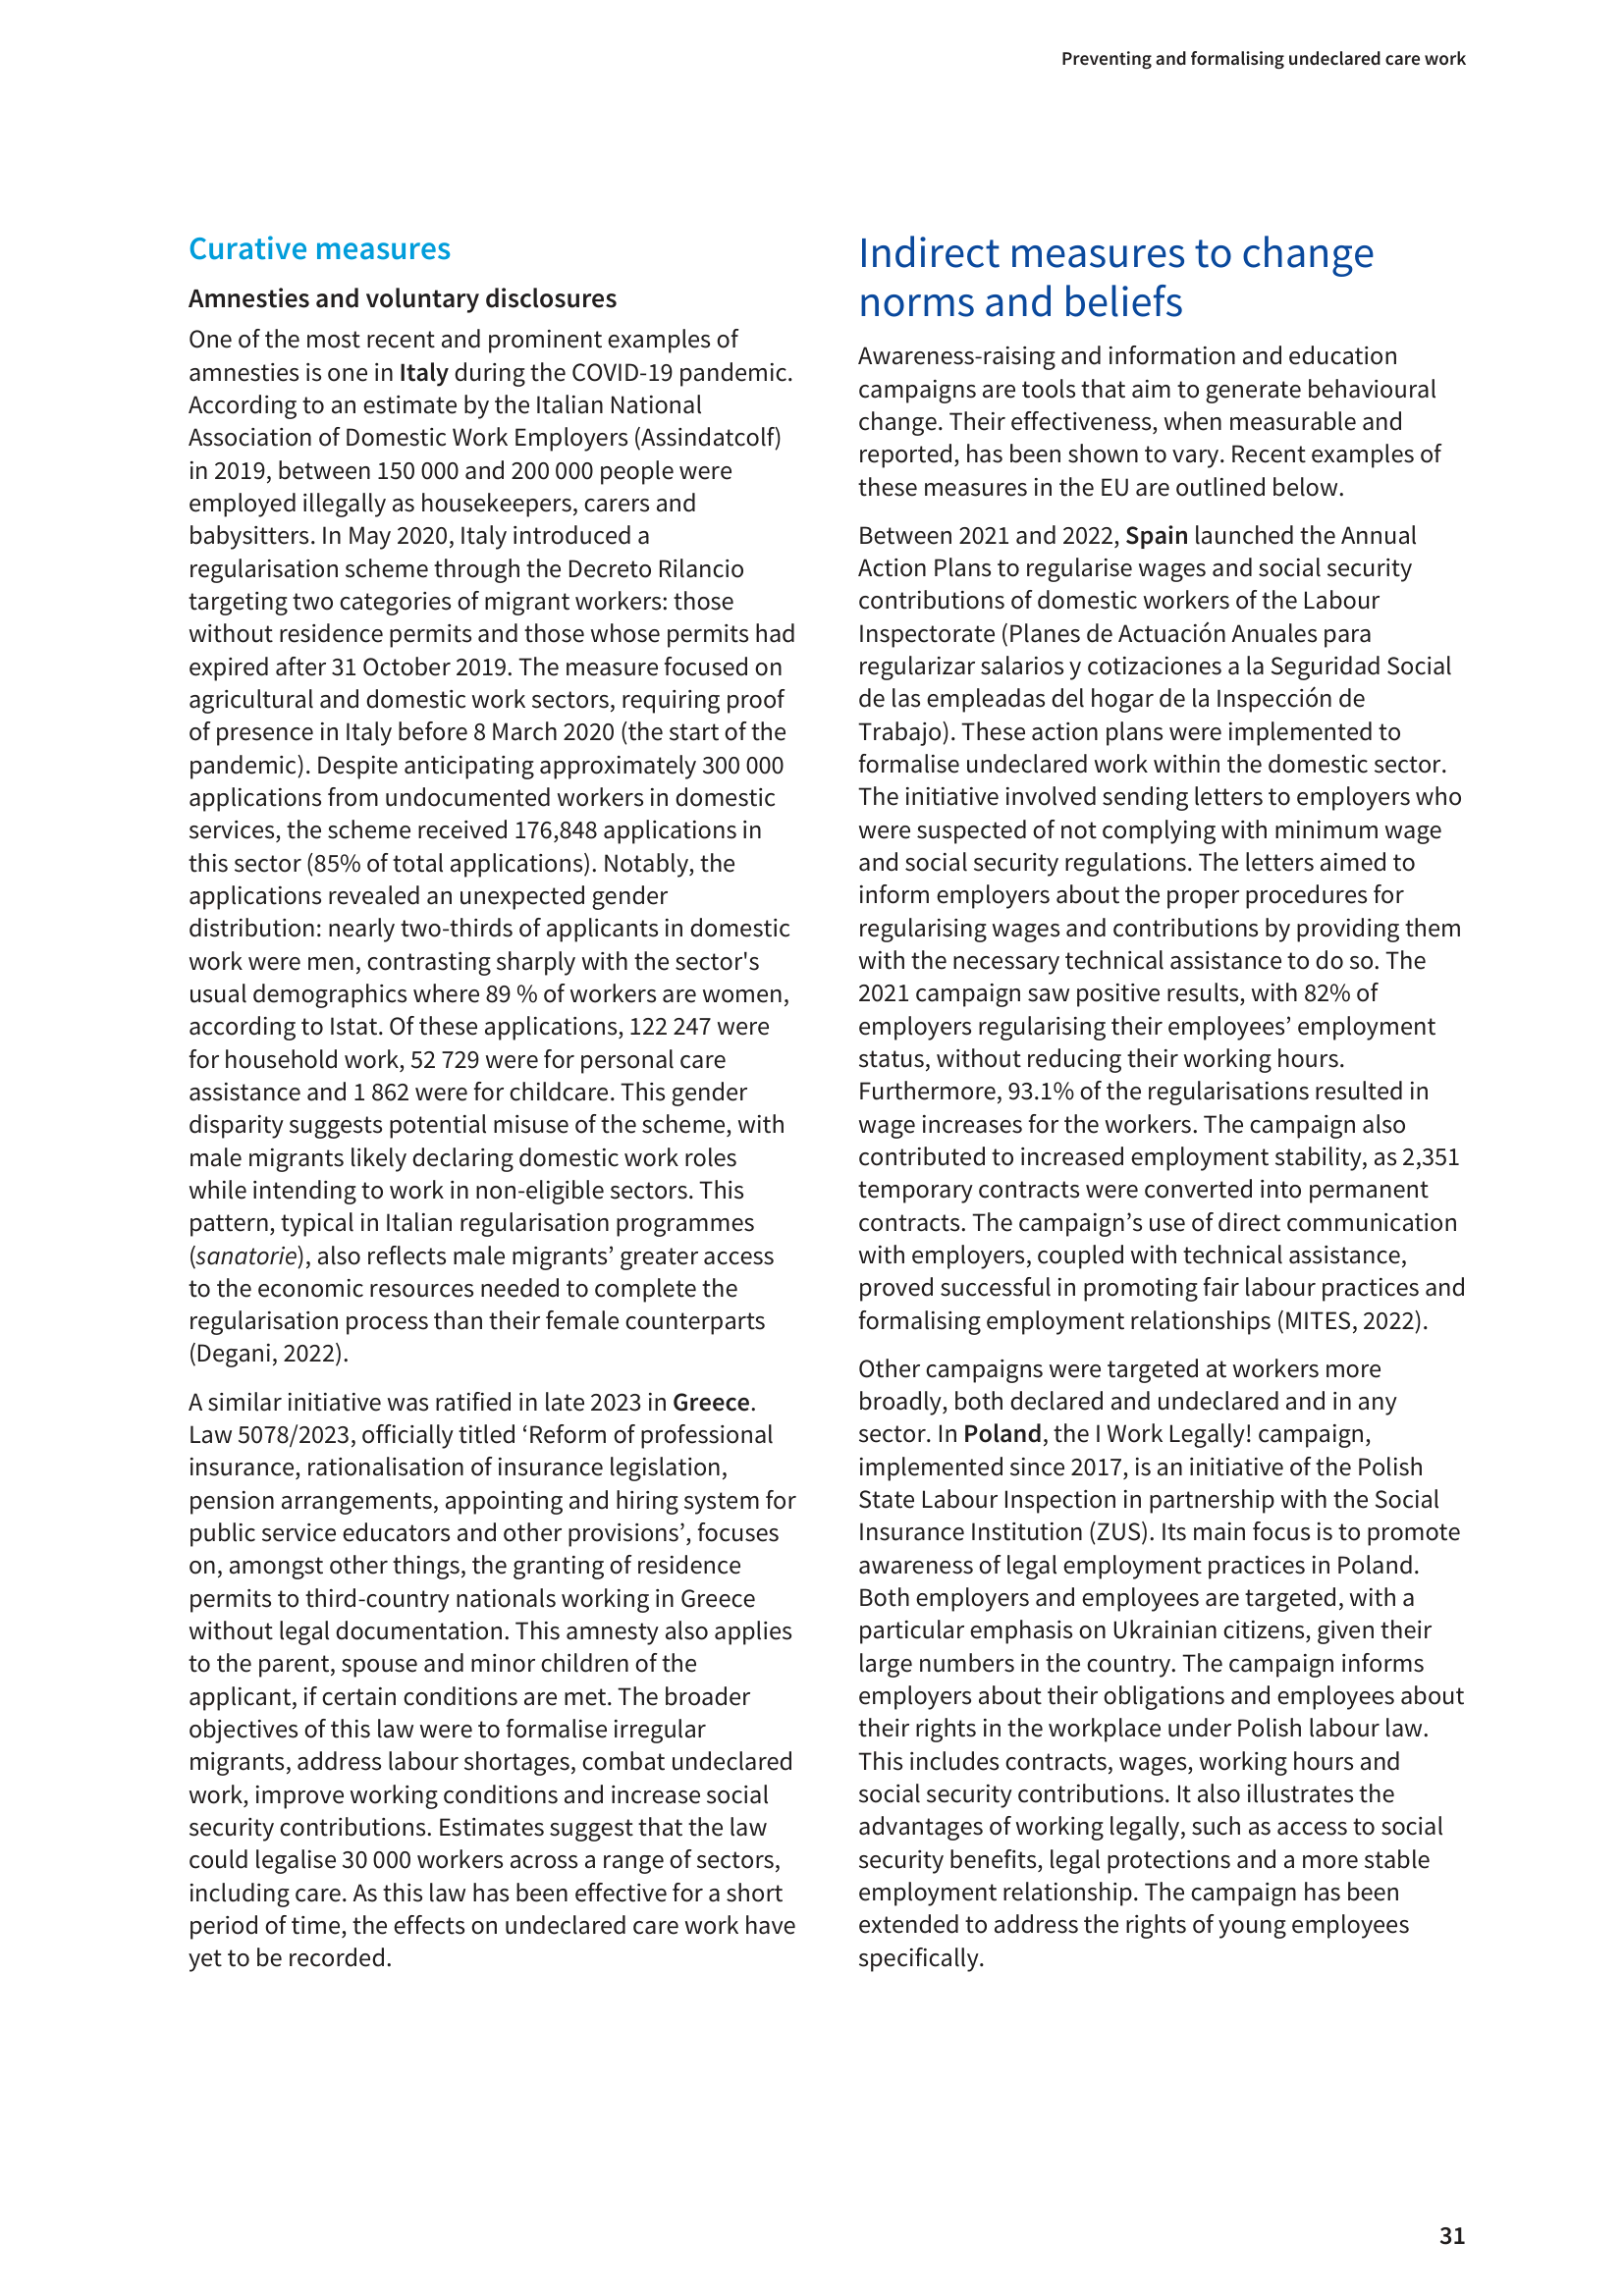 Preventing and formalising undeclared care work
Curative measures
Amnesties and voluntary disclosures
One of the most recent and prominent examples of
amnesties is one in Italy during the COVID-19 pandemic.
According to an estimate by the Italian National
Association of Domestic Work Employers (Assindatcolf)
in 2019, between 150 000 and 200 000 people were
employed illegally as housekeepers, carers and
babysitters. In May 2020, Italy introduced a
regularisation scheme through the Decreto Rilancio
targeting two categories of migrant workers: those
without residence permits and those whose permits had
expired after 31 October 2019. The measure focused on
agricultural and domestic work sectors, requiring proof
of presence in Italy before 8 March 2020 (the start of the
pandemic). Despite anticipating approximately 300 000
applications from undocumented workers in domestic
services, the scheme received 176,848 applications in
this sector (85% of total applications). Notably, the
applications revealed an unexpected gender
distribution: nearly two-thirds of applicants in domestic
work were men, contrasting sharply with the sector's
usual demographics where 89 % of workers are women,
according to Istat. Of these applications, 122 247 were
for household work, 52 729 were for personal care
assistance and 1 862 were for childcare. This gender
disparity suggests potential misuse of the scheme, with
male migrants likely declaring domestic work roles
while intending to work in non-eligible sectors. This
pattern, typical in Italian regularisation programmes
(sanatorie), also reflects male migrants’ greater access
to the economic resources needed to complete the
regularisation process than their female counterparts
(Degani, 2022).
A similar initiative was ratified in late 2023 in Greece.
Law 5078/2023, officially titled ‘Reform of professional
insurance, rationalisation of insurance legislation,
pension arrangements, appointing and hiring system for
public service educators and other provisions’, focuses
on, amongst other things, the granting of residence
permits to third-country nationals working in Greece
without legal documentation. This amnesty also applies
to the parent, spouse and minor children of the
applicant, if certain conditions are met. The broader
objectives of this law were to formalise irregular
migrants, address labour shortages, combat undeclared
work, improve working conditions and increase social
security contributions. Estimates suggest that the law
could legalise 30 000 workers across a range of sectors,
including care. As this law has been effective for a short
period of time, the effects on undeclared care work have
yet to be recorded.
Indirect measures to change
norms and beliefs
Awareness-raising and information and education
campaigns are tools that aim to generate behavioural
change. Their effectiveness, when measurable and
reported, has been shown to vary. Recent examples of
these measures in the EU are outlined below.
Between 2021 and 2022, Spain launched the Annual
Action Plans to regularise wages and social security
contributions of domestic workers of the Labour
Inspectorate (Planes de Actuación Anuales para
regularizar salarios y cotizaciones a la Seguridad Social
de las empleadas del hogar de la Inspección de
Trabajo). These action plans were implemented to
formalise undeclared work within the domestic sector.
The initiative involved sending letters to employers who
were suspected of not complying with minimum wage
and social security regulations. The letters aimed to
inform employers about the proper procedures for
regularising wages and contributions by providing them
with the necessary technical assistance to do so. The
2021 campaign saw positive results, with 82% of
employers regularising their employees’ employment
status, without reducing their working hours.
Furthermore, 93.1% of the regularisations resulted in
wage increases for the workers. The campaign also
contributed to increased employment stability, as 2,351
temporary contracts were converted into permanent
contracts. The campaign’s use of direct communication
with employers, coupled with technical assistance,
proved successful in promoting fair labour practices and
formalising employment relationships (MITES, 2022).
Other campaigns were targeted at workers more
broadly, both declared and undeclared and in any
sector. In Poland, the I Work Legally! campaign,
implemented since 2017, is an initiative of the Polish
State Labour Inspection in partnership with the Social
Insurance Institution (ZUS). Its main focus is to promote
awareness of legal employment practices in Poland.
Both employers and employees are targeted, with a
particular emphasis on Ukrainian citizens, given their
large numbers in the country. The campaign informs
employers about their obligations and employees about
their rights in the workplace under Polish labour law.
This includes contracts, wages, working hours and
social security contributions. It also illustrates the
advantages of working legally, such as access to social
security benefits, legal protections and a more stable
employment relationship. The campaign has been
extended to address the rights of young employees
specifically.
31